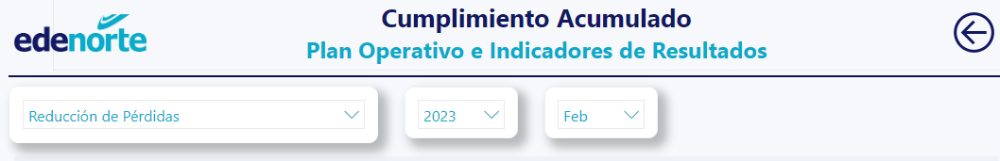 Cumplimiento Acumulado
edenorte
Plan Operativo e Indicadores de Resultados
Reducción de Pérdidas
2023
Feb